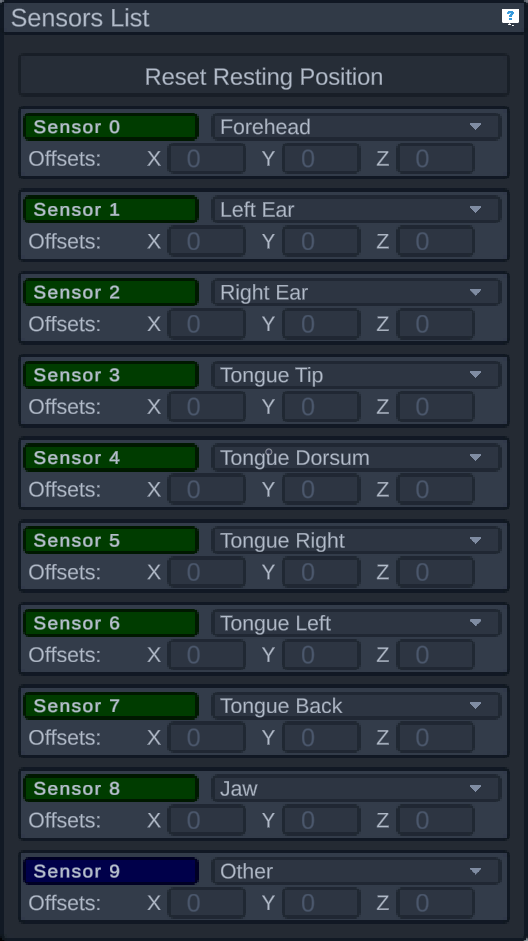 Sensors List ?
Reset Resting Position
Sensor 0 Forehead
Offsets: X 0 Y 0 Z 0
Sensor 1 Left Ear
Offsets: X 0 Y 0 Z 0
Sensor 2 Right Ear
Offsets: X 0 Y 0 Z 0
Sensor 3 Tongue Tip
Offsets: X 0 Y 0 Z 0
Sensor 4 Tongue Dorsum
Offsets: X 0 Y 0 Z 0
Sensor 5 Tongue Right
Offsets: X 0 Y 0 Z 0
Sensor 6 Tongue Left
Offsets: X 0 Y 0 Z 0
Sensor 7 Tongue Back
Offsets: X 0 Y 0 Z 0
Sensor 8 Jaw
Offsets: X 0 Y 0 Z 0
Sensor 9 Other
Offsets: X 0 Y 0 Z 0